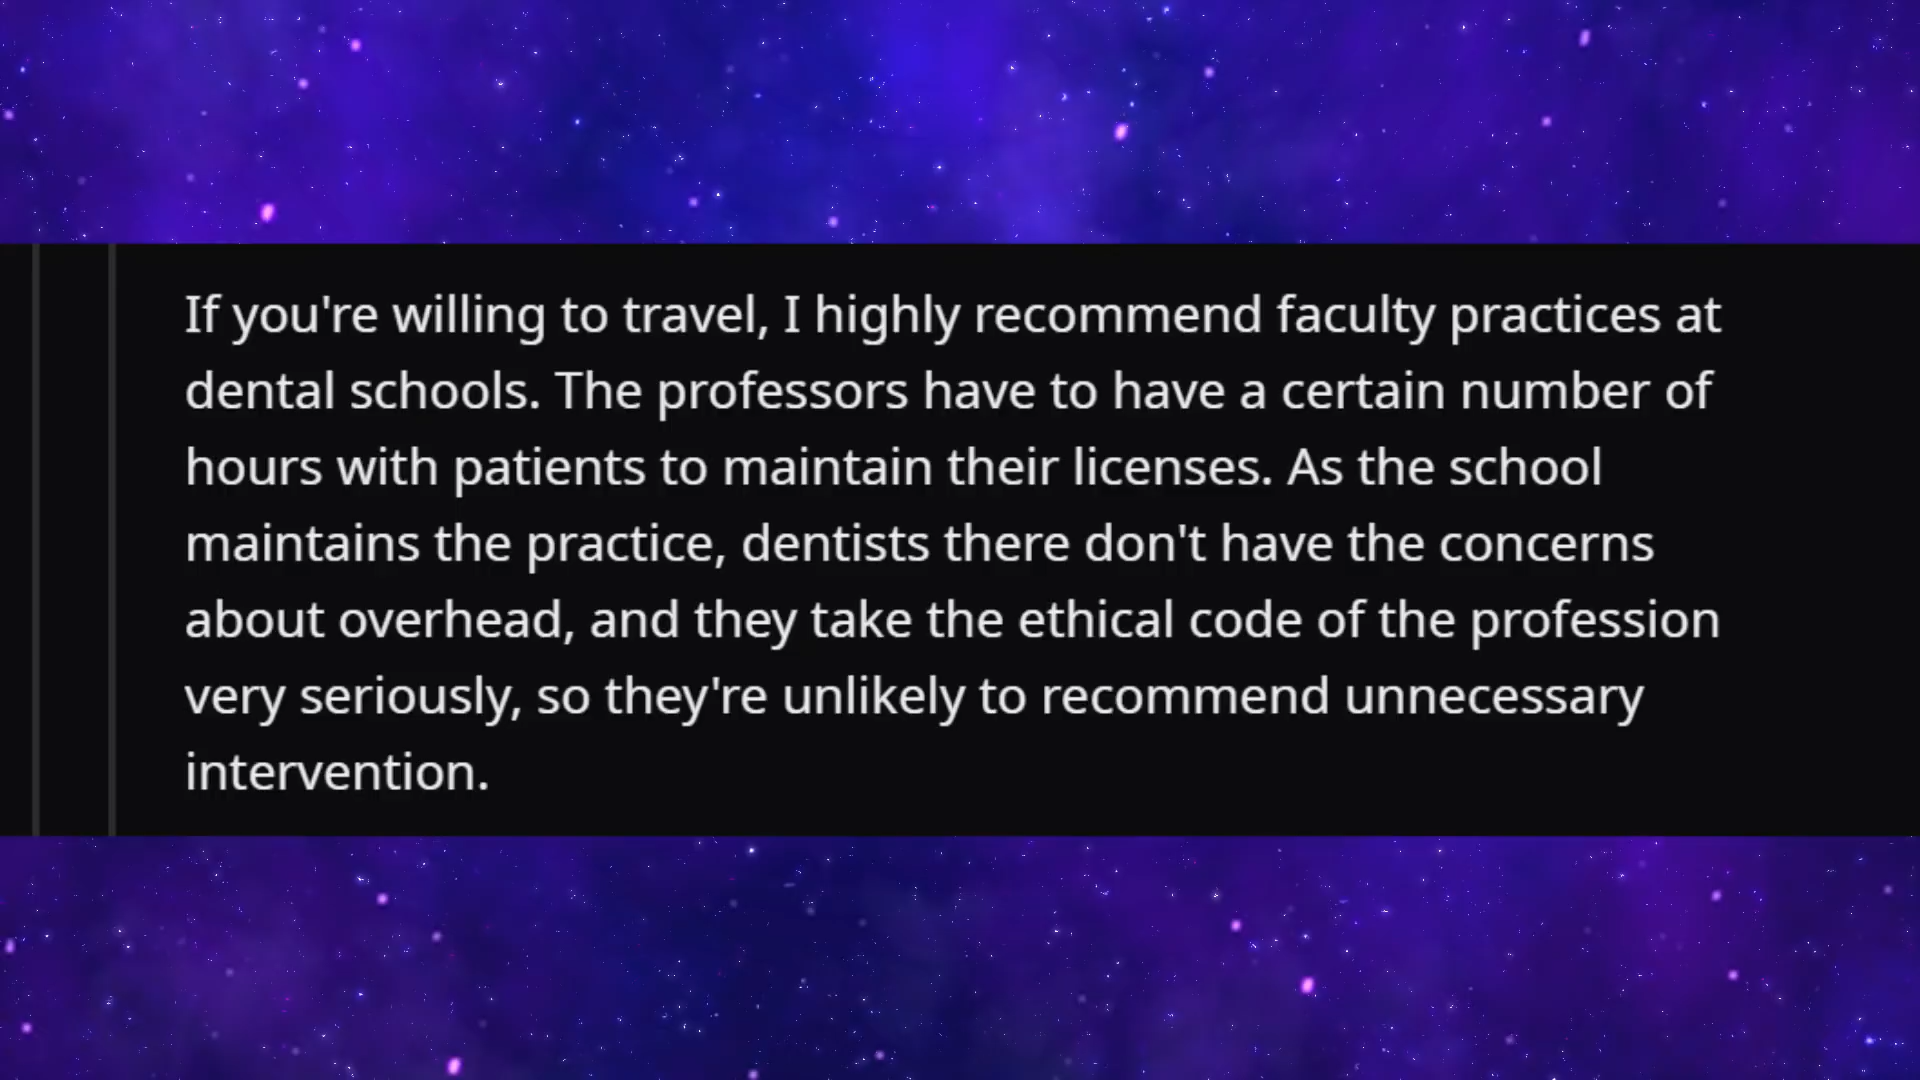 If you're willing to travel, I highly recommend faculty practices at
dental schools. The professors have to have a certain number of
hours with patients to maintain their licenses. As the school
maintains the practice, dentists there don't have the concerns
about overhead, and they take the ethical code of the profession
very seriously, so they're unlikely to recommend unnecessary
intervention.